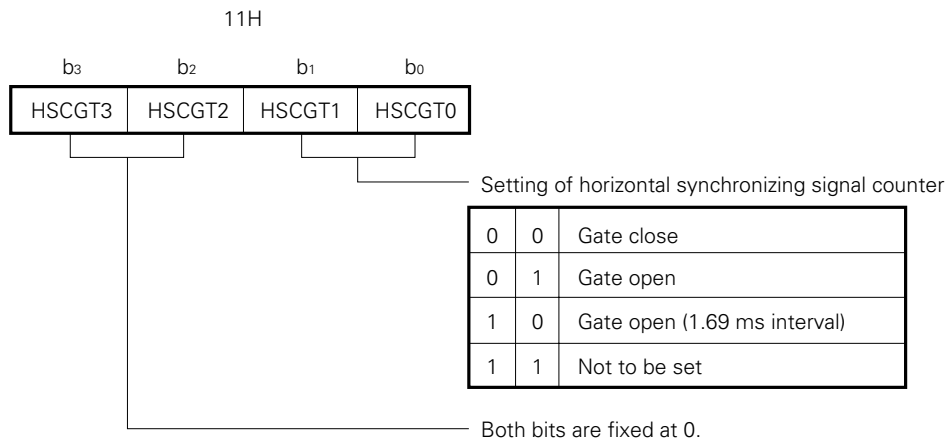 11H
b3 b2 b1 b0
HSCGT3 HSCGT2 HSCGT1 HSCGT0
Setting of horizontal synchronizing signal counter
0 0 Gate close
0 1 Gate open
1 0 Gate open (1.69 ms interval)
1 1 Not to be set
Both bits are fixed at 0.